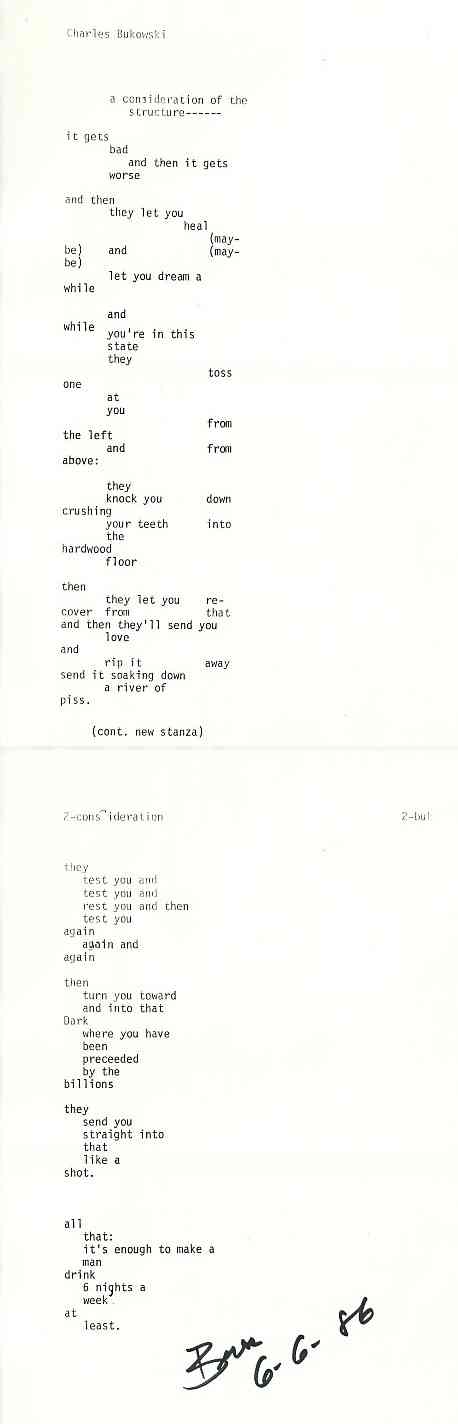 Charles Bukowski
a consideration of the
structure------
it gets
bad
and then it gets
worse
and then
they let you
heal
(may-
be) and (may-
be)
let you dream a
while
and
while you're in this
state
they
toss
one
at
you
from
the left
and from
above:
they
knock you down
crushing
your teeth into
the
hardwood
floor
then
they let you re-
cover from that
and then they'll send you
love
and
rip it away
send it soaking down
a river of
piss.
(cont. new stanza)
2-cons~ideration 2-buk
they
test you and
test you and
rest you and then
test you
again
again and
again
then
turn you toward
and into that
Dark
where you have
been
preceeded
by the
billions
they
send you
straight into
that
like a
shot.
all
that:
it's enough to make a
man
drink
6 nights a
week
at
least.
6-6-86